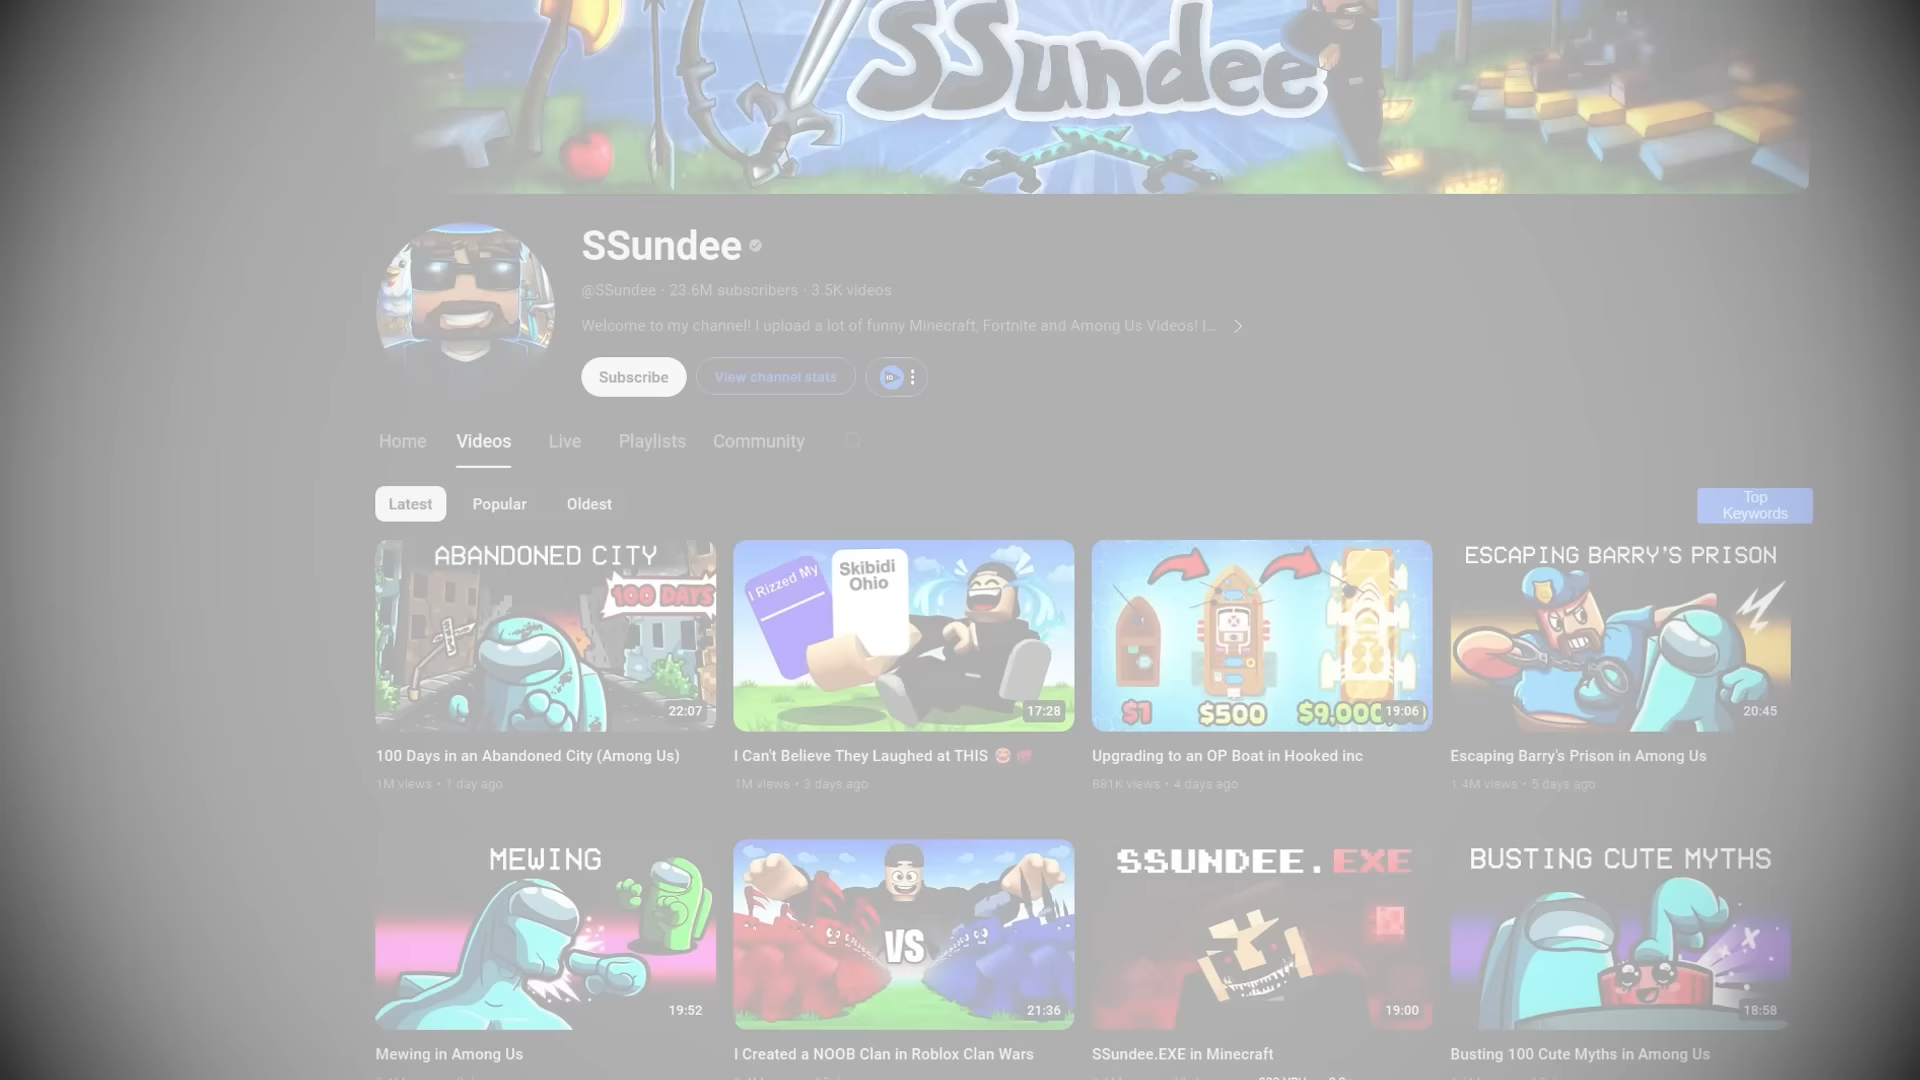 SSundee
SSundee
@SSundee · 23.6M subscribers · 3.5K videos
Welcome to my channel! I upload a lot of funny Minecraft, Fortnite and Among Us Videos! I...
Subscribe
View channel stats
Home Videos Live Playlists Community
Latest Popular Oldest
Top
Keywords
ABANDONED CITY
100 DAYS
22:07
I Rizzed My
Skibidi
Ohio
17:28
$1 $500 $9,000
19:06
ESCAPING BARRY'S PRISON
20:45
100 Days in an Abandoned City (Among Us)
1M views • 1 day ago
I Can't Believe They Laughed at THIS
1M views • 3 days ago
Upgrading to an OP Boat in Hooked inc
681K views • 4 days ago
Escaping Barry's Prison in Among Us
1.4M views • 5 days ago
MEWING
19:52
VS
21:36
SSUNDEE.EXE
19:00
BUSTING CUTE MYTHS
18:58
Mewing in Among Us
I Created a NOOB Clan in Roblox Clan Wars
SSundee.EXE in Minecraft
Busting 100 Cute Myths in Among Us